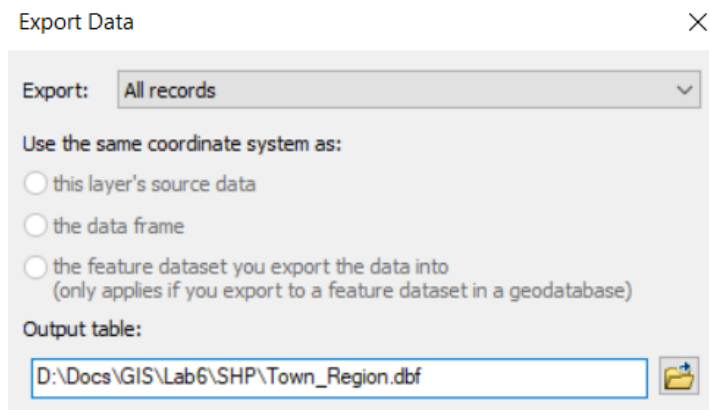 Export Data
Export: All records
Use the same coordinate system as:
this layer's source data
the data frame
the feature dataset you export the data into
(only applies if you export to a feature dataset in a geodatabase)
Output table:
D:\Docs\GIS\Lab6\SHP\Town_Region.dbf